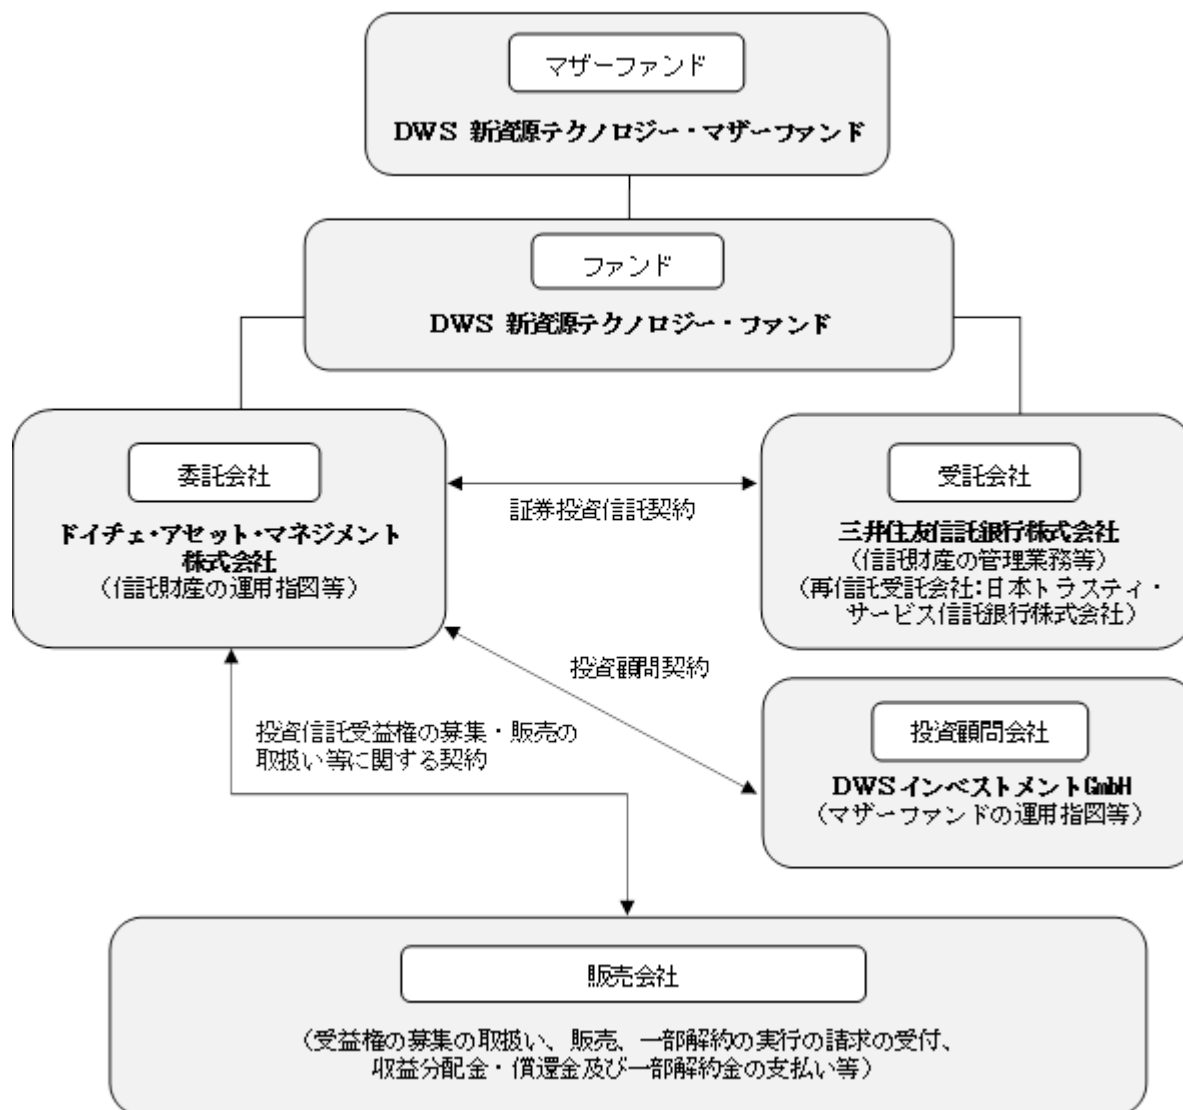 マザーファンド
DWS 新資源テクノロジー・マザーファンド
ファンド
DWS 新資源テクノロジー・ファンド
委託会社
ドイチェ・アセット・マネジメント
株式会社
（信託財産の運用指図等）
証券投資信託契約
受託会社
三井住友信託銀行株式会社
（信託財産の管理業務等）
（再信託受託会社：日本トラスティ・
サービス信託銀行株式会社）
投資顧問契約
投資信託受益権の募集・販売の
取扱い等に関する契約
投資顧問会社
DWSインベストメントGmbH
（マザーファンドの運用指図等）
販売会社
（受益権の募集の取扱い、販売、一部解約の実行の請求の受付、
収益分配金・償還金及び一部解約金の支払い等）